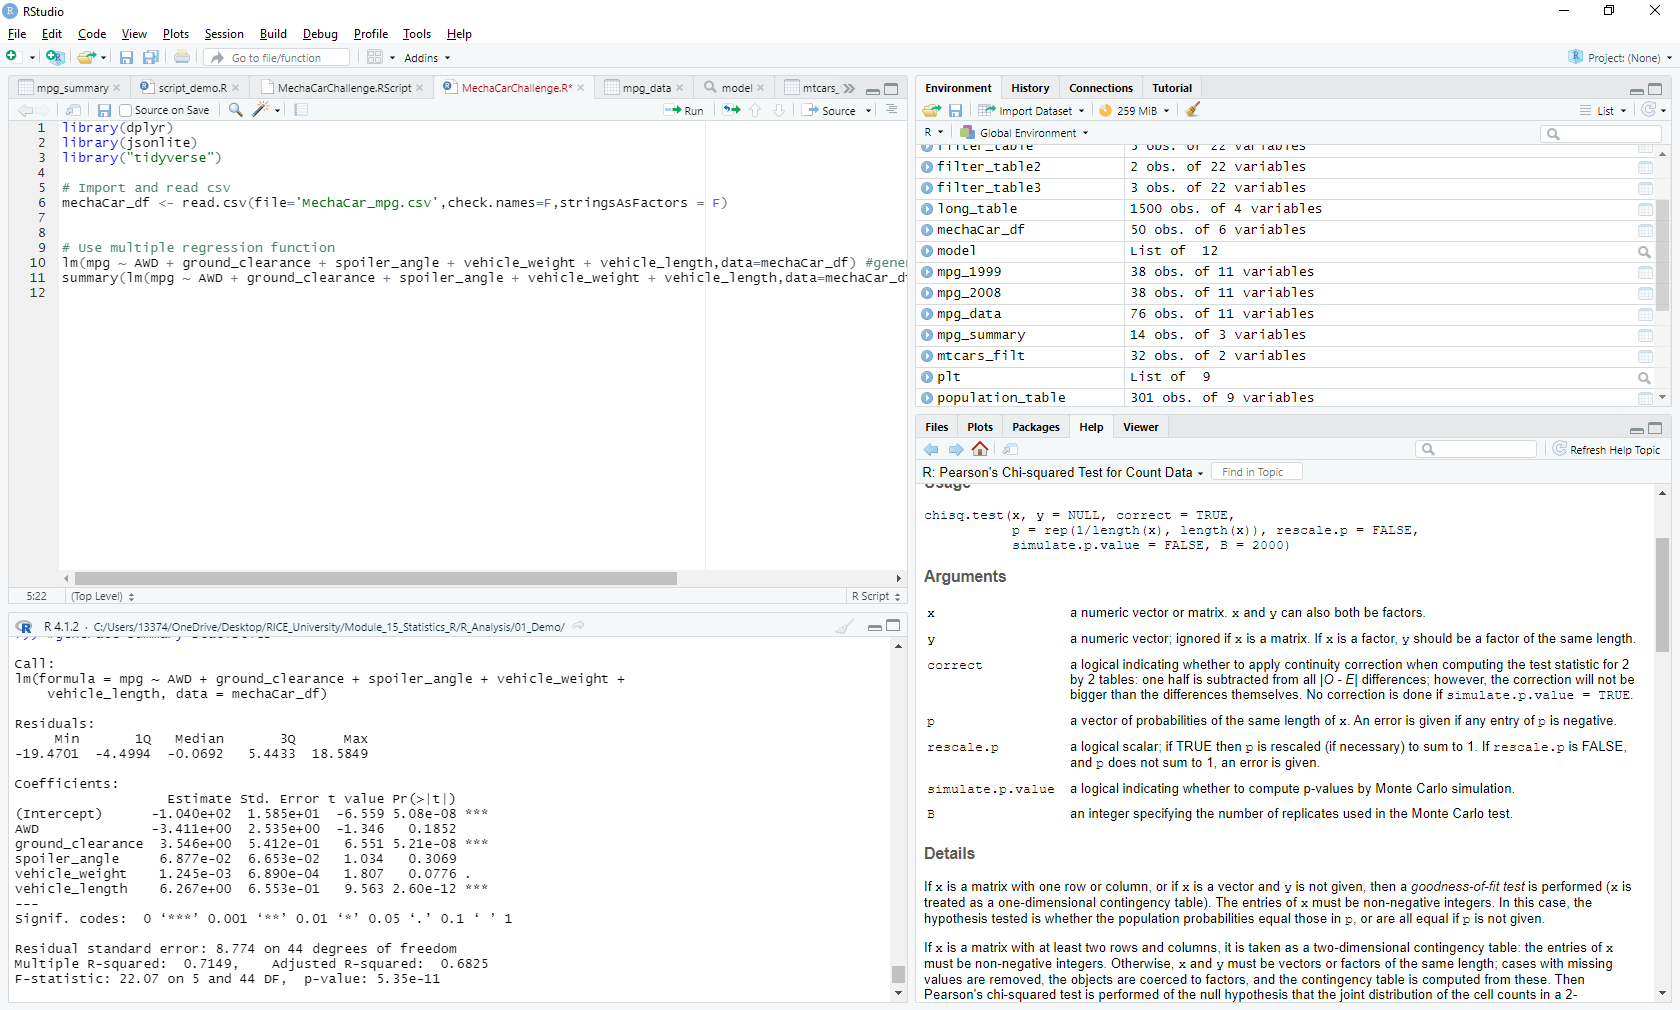 RStudio
File Edit Code View Plots Session Build Debug Profile Tools Help
Go to file/function Addins Project: (None)
mpg_summary script_demo.R MechaCarChallenge.RScript MechaCarChallenge.R* mpg_data model mtcars_
Source on Save Run Source
1 library(dplyr)
2 library(jsonlite)
3 library("tidyverse")
4
5 # Import and read csv
6 mechaCar_df <- read.csv(file='MechaCar_mpg.csv',check.names=F,stringsAsFactors = F)
7
8
9 # Use multiple regression function
10 lm(mpg ~ AWD + ground_clearance + spoiler_angle + vehicle_weight + vehicle_length,data=mechaCar_df) #gene
11 summary(lm(mpg ~ AWD + ground_clearance + spoiler_angle + vehicle_weight + vehicle_length,data=mechaCar_d
12
5:22 (Top Level) R Script
R 4.1.2 · C:/Users/13374/OneDrive/Desktop/RICE_University/Module_15_Statistics_R/R_Analysis/01_Demo/
Call:
lm(formula = mpg ~ AWD + ground_clearance + spoiler_angle + vehicle_weight +
vehicle_length, data = mechaCar_df)
Residuals:
Min 1Q Median 3Q Max
-19.4701 -4.4994 -0.0692 5.4433 18.5849
Coefficients:
Estimate Std. Error t value Pr(>|t|)
(Intercept) -1.040e+02 1.585e+01 -6.559 5.08e-08 ***
AWD -3.411e+00 2.535e+00 -1.346 0.1852
ground_clearance 3.546e+00 5.412e-01 6.551 5.21e-08 ***
spoiler_angle 6.877e-02 6.653e-02 1.034 0.3069
vehicle_weight 1.245e-03 6.890e-04 1.807 0.0776 .
vehicle_length 6.267e+00 6.553e-01 9.563 2.60e-12 ***
---
Signif. codes: 0 ‘***’ 0.001 ‘**’ 0.01 ‘*’ 0.05 ‘.’ 0.1 ‘ ’ 1
Residual standard error: 8.774 on 44 degrees of freedom
Multiple R-squared: 0.7149, Adjusted R-squared: 0.6825
F-statistic: 22.07 on 5 and 44 DF, p-value: 5.35e-11
Environment History Connections Tutorial
Import Dataset 259 MiB List
R Global Environment
filter_table 5 obs. of 22 variables
filter_table2 2 obs. of 22 variables
filter_table3 3 obs. of 22 variables
long_table 1500 obs. of 4 variables
mechaCar_df 50 obs. of 6 variables
model List of 12
mpg_1999 38 obs. of 11 variables
mpg_2008 38 obs. of 11 variables
mpg_data 76 obs. of 11 variables
mpg_summary 14 obs. of 3 variables
mtcars_filt 32 obs. of 2 variables
plt List of 9
population_table 301 obs. of 9 variables
Files Plots Packages Help Viewer
Refresh Help Topic
R: Pearson's Chi-squared Test for Count Data Find in Topic
Usage
chisq.test(x, y = NULL, correct = TRUE,
p = rep(1/length(x), length(x)), rescale.p = FALSE,
simulate.p.value = FALSE, B = 2000)
Arguments
x a numeric vector or matrix. x and y can also both be factors.
y a numeric vector; ignored if x is a matrix. If x is a factor, y should be a factor of the same length.
correct a logical indicating whether to apply continuity correction when computing the test statistic for 2
by 2 tables: one half is subtracted from all |O - E| differences; however, the correction will not be
bigger than the differences themselves. No correction is done if simulate.p.value = TRUE.
p a vector of probabilities of the same length of x. An error is given if any entry of p is negative.
rescale.p a logical scalar; if TRUE then p is rescaled (if necessary) to sum to 1. If rescale.p is FALSE,
and p does not sum to 1, an error is given.
simulate.p.value a logical indicating whether to compute p-values by Monte Carlo simulation.
B an integer specifying the number of replicates used in the Monte Carlo test.
Details
If x is a matrix with one row or column, or if x is a vector and y is not given, then a goodness-of-fit test is performed (x is
treated as a one-dimensional contingency table). The entries of x must be non-negative integers. In this case, the
hypothesis tested is whether the population probabilities equal those in p, or are all equal if p is not given.
If x is a matrix with at least two rows and columns, it is taken as a two-dimensional contingency table: the entries of x
must be non-negative integers. Otherwise, x and y must be vectors or factors of the same length; cases with missing
values are removed, the objects are coerced to factors, and the contingency table is computed from these. Then
Pearson's chi-squared test is performed of the null hypothesis that the joint distribution of the cell counts in a 2-